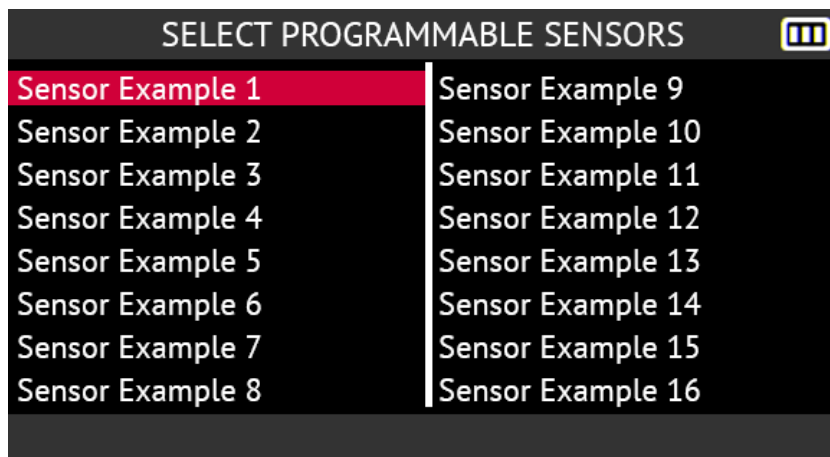 SELECT PROGRAMMABLE SENSORS
Sensor Example 1
Sensor Example 2
Sensor Example 3
Sensor Example 4
Sensor Example 5
Sensor Example 6
Sensor Example 7
Sensor Example 8
Sensor Example 9
Sensor Example 10
Sensor Example 11
Sensor Example 12
Sensor Example 13
Sensor Example 14
Sensor Example 15
Sensor Example 16